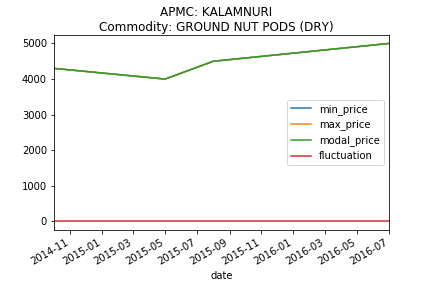 APMC: KALAMNURI
Commodity: GROUND NUT PODS (DRY)
5000
4000
3000
2000
1000
0
min_price
max_price
modal_price
fluctuation
2014-11
2015-01
2015-03
2015-05
2015-07
2015-09
2015-11
2016-01
2016-03
2016-05
2016-07
date